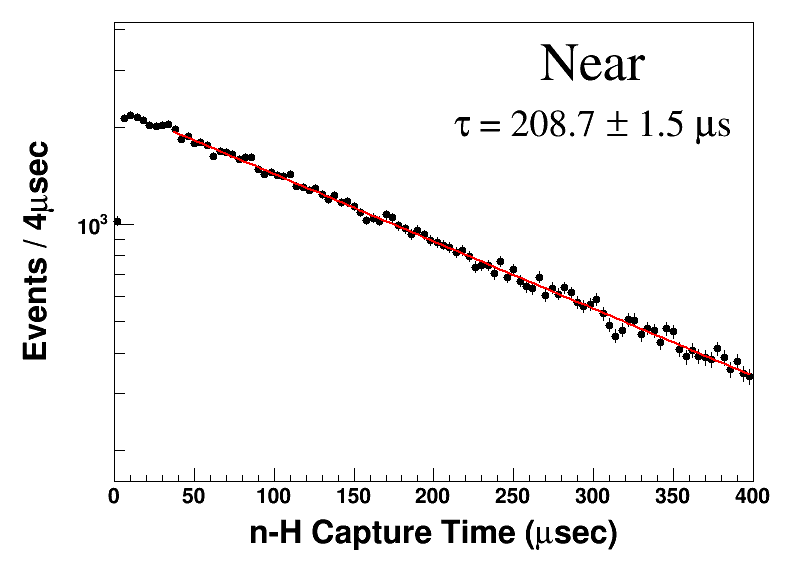 Near
τ = 208.7 ± 1.5 μs
Events / 4μsec
10³
0 50 100 150 200 250 300 350 400
n-H Capture Time (μsec)